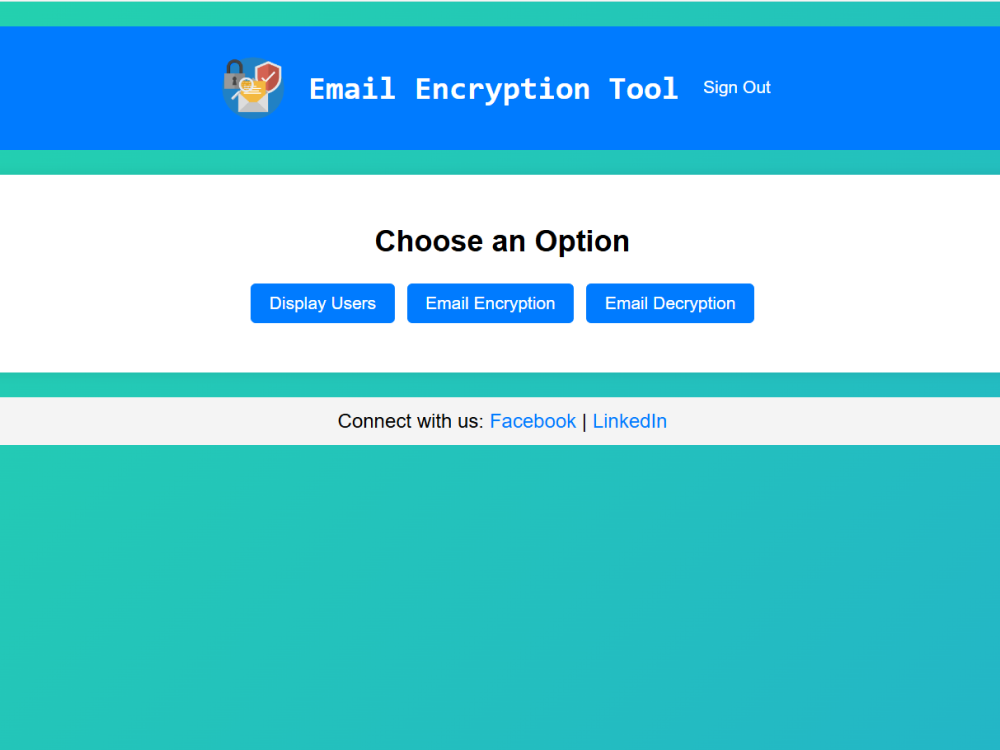 Email Encryption Tool Sign Out
Choose an Option
Display Users Email Encryption Email Decryption
Connect with us: Facebook | LinkedIn